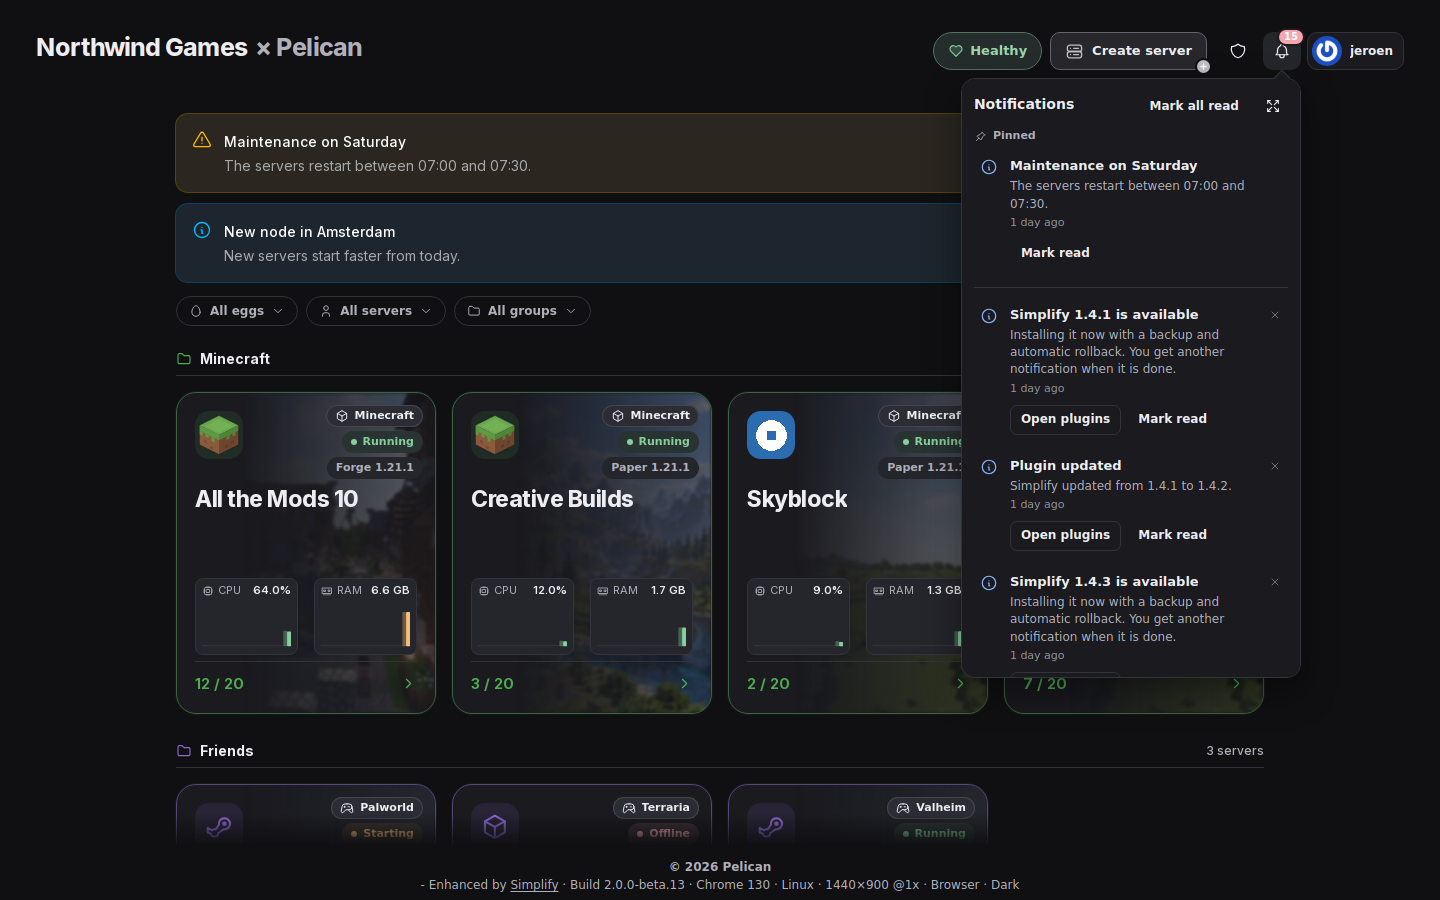 Northwind Games × Pelican
Healthy
Create server
15
jeroen
Notifications
Mark all read
Pinned
Maintenance on Saturday
The servers restart between 07:00 and
07:30.
1 day ago
Mark read
Simplify 1.4.1 is available
Installing it now with a backup and
automatic rollback. You get another
notification when it is done.
1 day ago
Open plugins
Mark read
Plugin updated
Simplify updated from 1.4.1 to 1.4.2.
1 day ago
Open plugins
Mark read
Simplify 1.4.3 is available
Installing it now with a backup and
automatic rollback. You get another
notification when it is done.
1 day ago
Maintenance on Saturday
The servers restart between 07:00 and 07:30.
New node in Amsterdam
New servers start faster from today.
All eggs
All servers
All groups
Minecraft
Minecraft
Running
Forge 1.21.1
All the Mods 10
CPU 64.0%
RAM 6.6 GB
12 / 20
Minecraft
Running
Paper 1.21.1
Creative Builds
CPU 12.0%
RAM 1.7 GB
3 / 20
Minecraft
Running
Paper 1.21.1
Skyblock
CPU 9.0%
RAM 1.3 GB
2 / 20
7 / 20
Friends
3 servers
Palworld
Starting
Terraria
Offline
Valheim
Running
© 2026 Pelican
- Enhanced by Simplify · Build 2.0.0-beta.13 · Chrome 130 · Linux · 1440×900 @1x · Browser · Dark